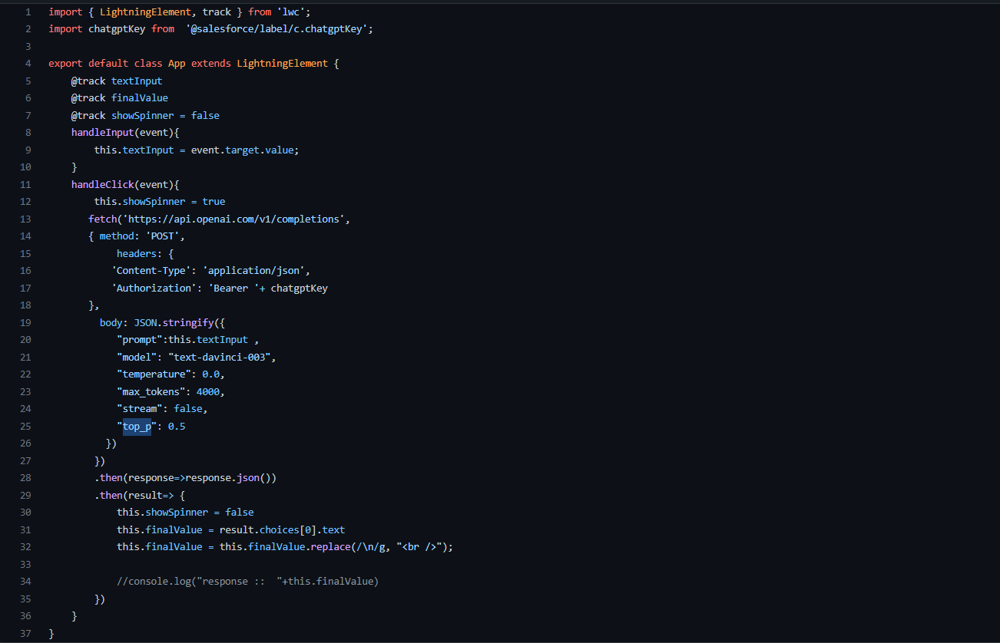 1 import { LightningElement, track } from 'lwc';
2 import chatgptKey from  '@salesforce/label/c.chatgptKey';
3
4 export default class App extends LightningElement {
5     @track textInput
6     @track finalValue
7     @track showSpinner = false
8     handleInput(event){
9         this.textInput = event.target.value;
10     }
11     handleClick(event){
12         this.showSpinner = true
13        fetch('https://api.openai.com/v1/completions',
14        { method: 'POST',
15             headers: {
16            'Content-Type': 'application/json',
17            'Authorization': 'Bearer '+ chatgptKey
18        },
19          body: JSON.stringify({
20             "prompt":this.textInput ,
21             "model": "text-davinci-003",
22             "temperature": 0.0,
23             "max_tokens": 4000,
24             "stream": false,
25             "top_p": 0.5
26           })
27         })
28         .then(response=>response.json())
29         .then(result=> {
30             this.showSpinner = false
31             this.finalValue = result.choices[0].text
32             this.finalValue = this.finalValue.replace(/\n/g, "<br />");
33
34             //console.log("response ::  "+this.finalValue)
35         })
36     }
37 }